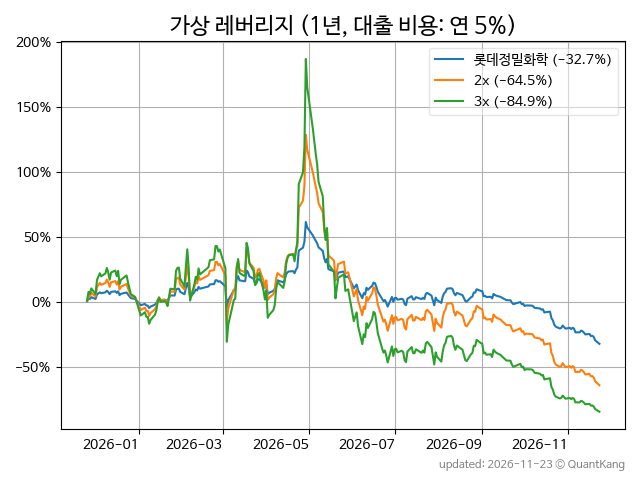 가상 레버리지 (1년, 대출 비용: 연 5%)
200%
150%
100%
50%
0%
−50%
롯데정밀화학 (-32.7%)
2x (-64.5%)
3x (-84.9%)
2026-01
2026-03
2026-05
2026-07
2026-09
2026-11
updated: 2026-11-23 © QuantKang